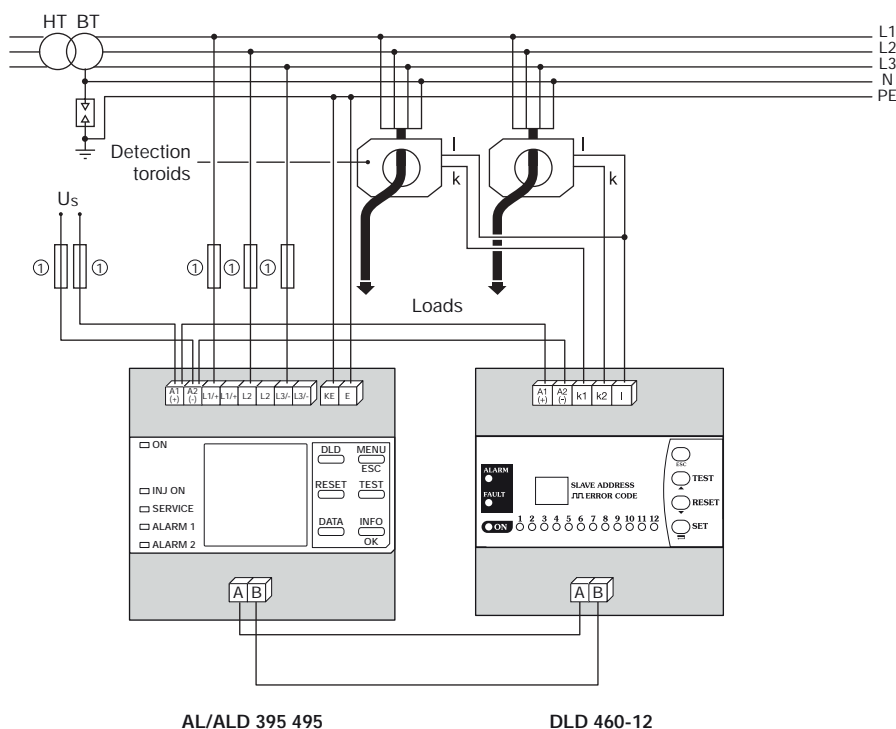 HT BT
L1
L2
L3
N
PE
Detection
toroids
l
k
l
k
Us
① ① ① ① ①
Loads
A1 (+) A2 (-) L1/+ L1/+ L2 L2 L3/- L3/- KE E
A1 (+) A2 (-) k1 k2 l
ON
INJ ON
SERVICE
ALARM 1
ALARM 2
DLD MENU
ESC
RESET TEST
DATA INFO
OK
ALARM
FAULT
ON
SLAVE ADDRESS
ERROR CODE
1 2 3 4 5 6 7 8 9 10 11 12
ESC
TEST
RESET
SET
A B
A B
AL/ALD 395 495
DLD 460-12